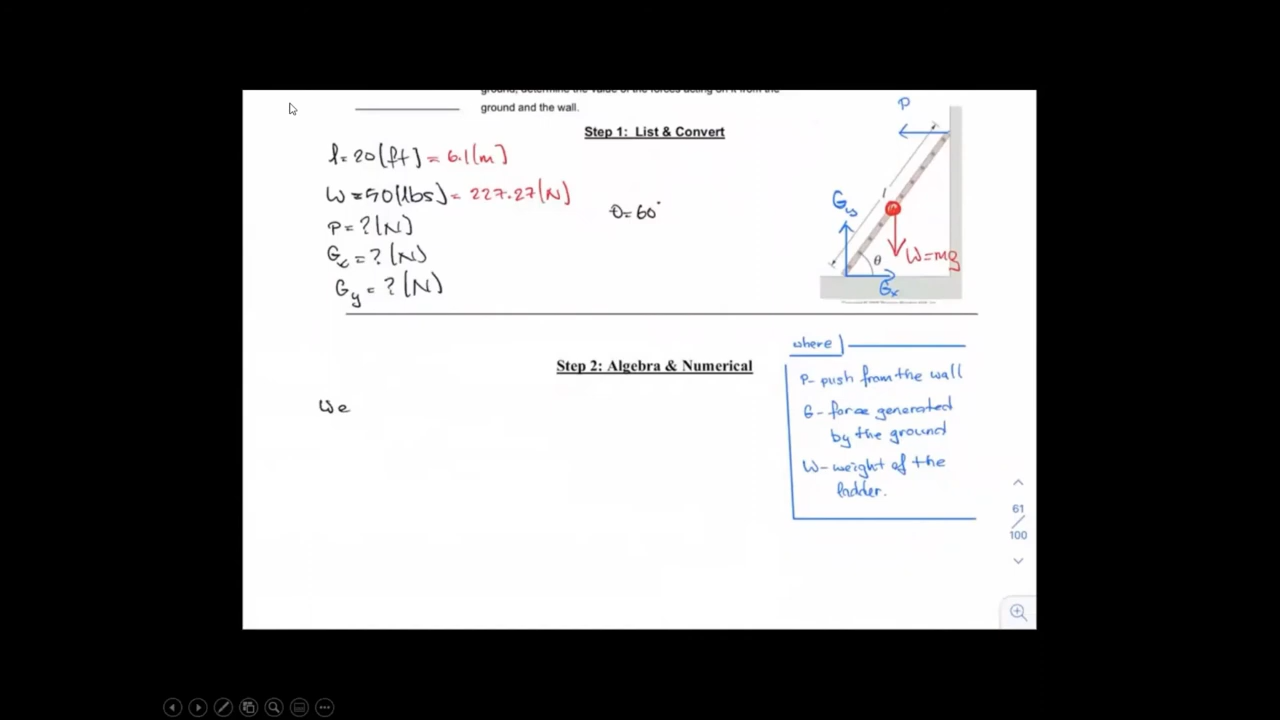 ground and the wall.
Step 1: List & Convert
l = 20 (ft) = 6.1 (m)
W = 50 (lbs) = 227.27 (N)
θ = 60°
P = ? (N)
Gx = ? (N)
Gy = ? (N)
P
l
Gy
θ
W = mg
Gx
Step 2: Algebra & Numerical
We
where
P - push from the wall
G - force generated
by the ground
W - weight of the
ladder.
61
/
100